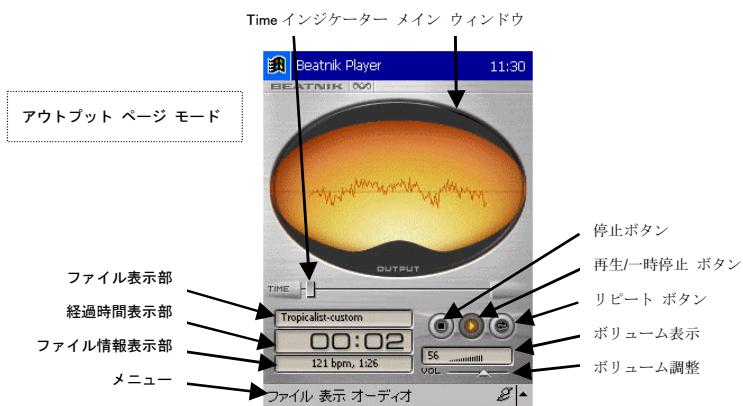 Time インジケーター メイン ウィンドウ
Beatnik Player 11:30
BEATNIK
アウトプット ページ モード
OUTPUT
停止ボタン
再生/一時停止 ボタン
リピート ボタン
ボリューム表示
ボリューム調整
ファイル表示部
経過時間表示部
ファイル情報表示部
メニュー
TIME
Tropicalist-custom
00:02
121 bpm, 1:26
56
VOL
ファイル 表示 オーディオ